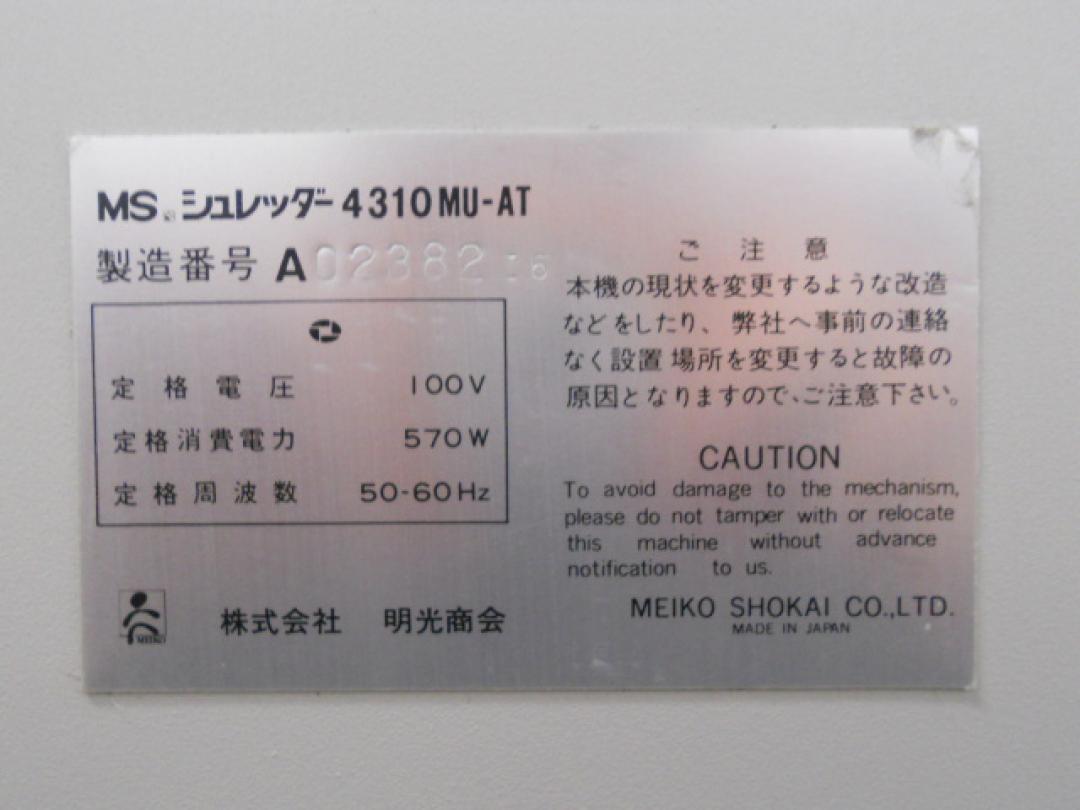 MS シュレッダー 4310MU-AT
製造番号 A 02382 16
定格電圧 100V
定格消費電力 570W
定格周波数 50-60Hz
MEIKO
株式会社 明光商会
ご注意
本機の現状を変更するような改造
などをしたり、弊社へ事前の連絡
なく設置場所を変更すると故障の
原因となりますので、ご注意下さい。
CAUTION
To avoid damage to the mechanism,
please do not tamper with or relocate
this machine without advance
notification to us.
MEIKO SHOKAI CO.,LTD.
MADE IN JAPAN